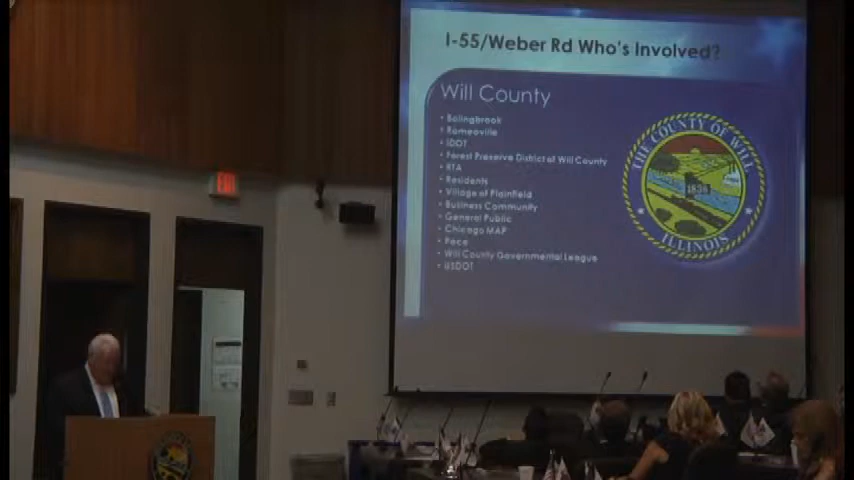 I-55/Weber Rd Who's Involved?
Will County
• Bolingbrook
• Romeoville
• IDOT
• Forest Preserve District of Will County
• RTA
• Residents
• Village of Plainfield
• Business Community
• General Public
• Chicago MAP
• Pace
• Will County Governmental League
• USDOT
THE COUNTY OF WILL
1836
ILLINOIS
EXIT